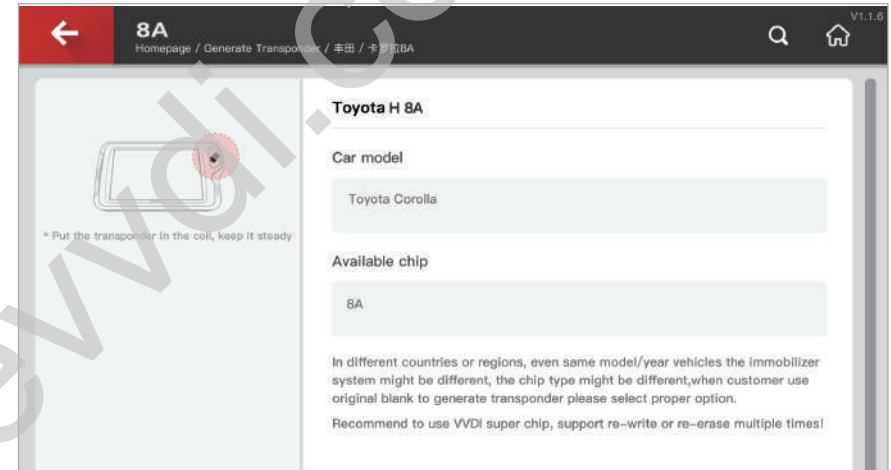 V1.1.6
8A
Homepage / Generate Transponder / 丰田 / 卡罗拉8A
Toyota H 8A
Car model
Toyota Corolla
* Put the transponder in the coil, keep it steady
Available chip
8A
In different countries or regions, even same model/year vehicles the immobilizer
system might be different, the chip type might be different,when customer use
original blank to generate transponder please select proper option.
Recommend to use VVDI super chip, support re-write or re-erase multiple times!